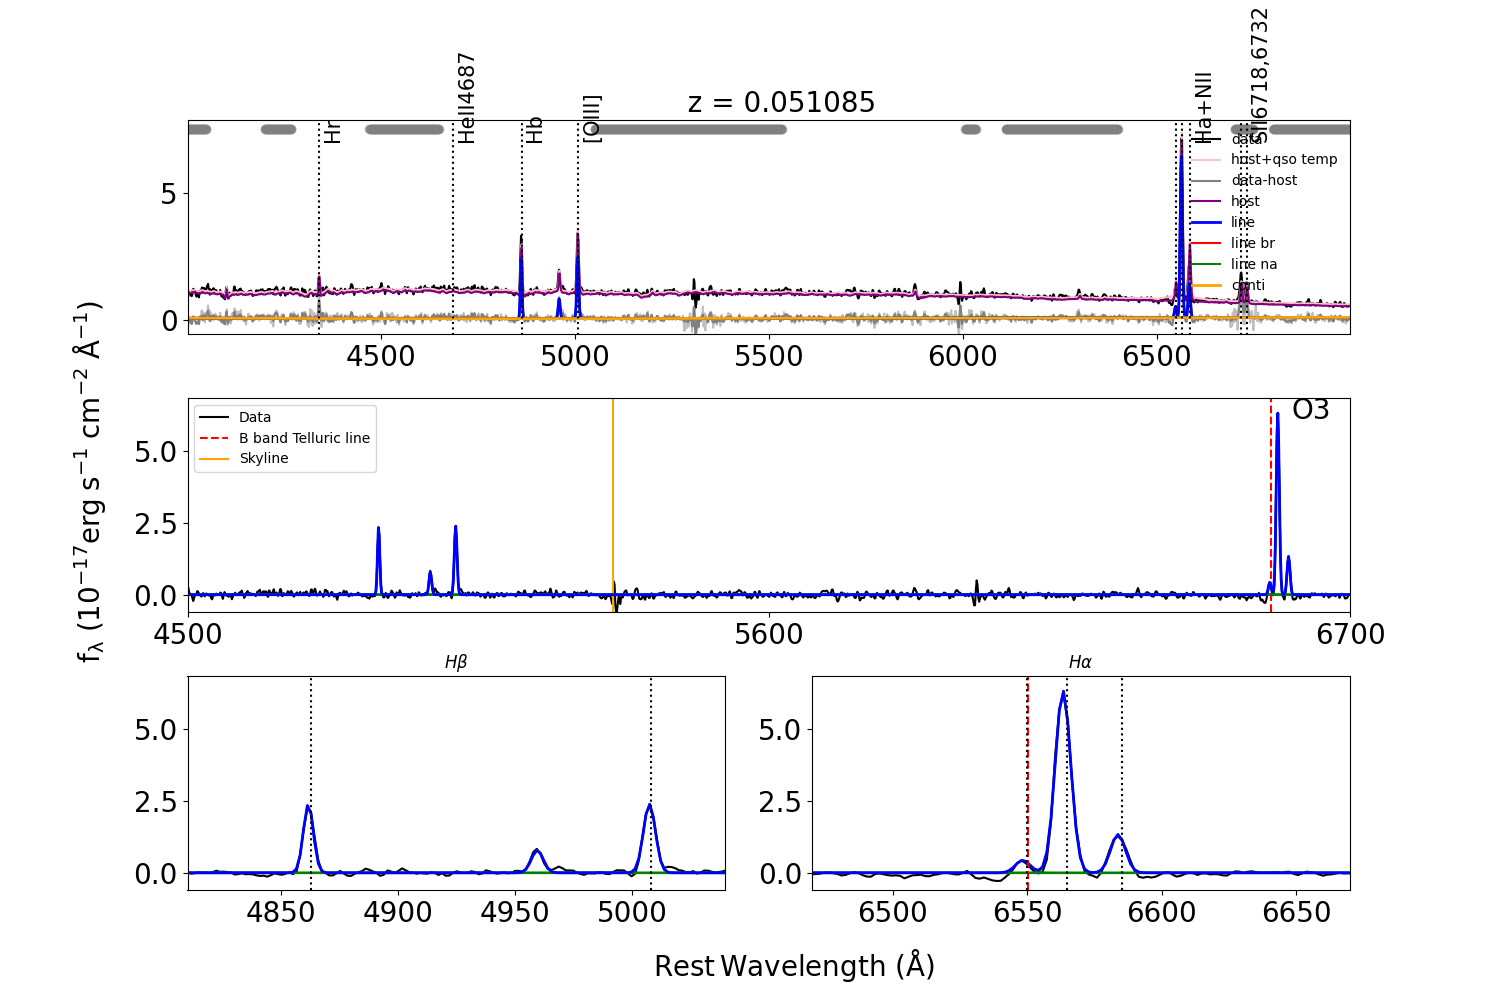 z = 0.051085
Hr
HeII4687
Hb
[OIII]
Ha+NII
SII6718,6732
data
host+qso temp
data-host
host
line
line br
line na
conti
5
0
4500
5000
5500
6000
6500
Data
B band Telluric line
Skyline
O3
5.0
2.5
0.0
4500
5600
6700
fλ (10⁻¹⁷erg s⁻¹ cm⁻² Å⁻¹)
Hβ
5.0
2.5
0.0
4850
4900
4950
5000
Hα
5.0
2.5
0.0
6500
6550
6600
6650
Rest Wavelength (Å)